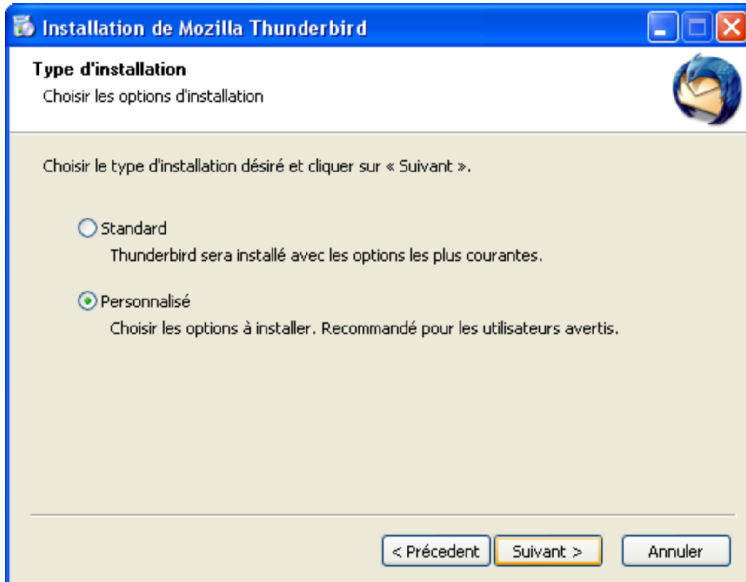 Installation de Mozilla Thunderbird
Type d'installation
Choisir les options d'installation
Choisir le type d'installation désiré et cliquer sur « Suivant ».
Standard
Thunderbird sera installé avec les options les plus courantes.
Personnalisé
Choisir les options à installer. Recommandé pour les utilisateurs avertis.
< Précedent Suivant > Annuler